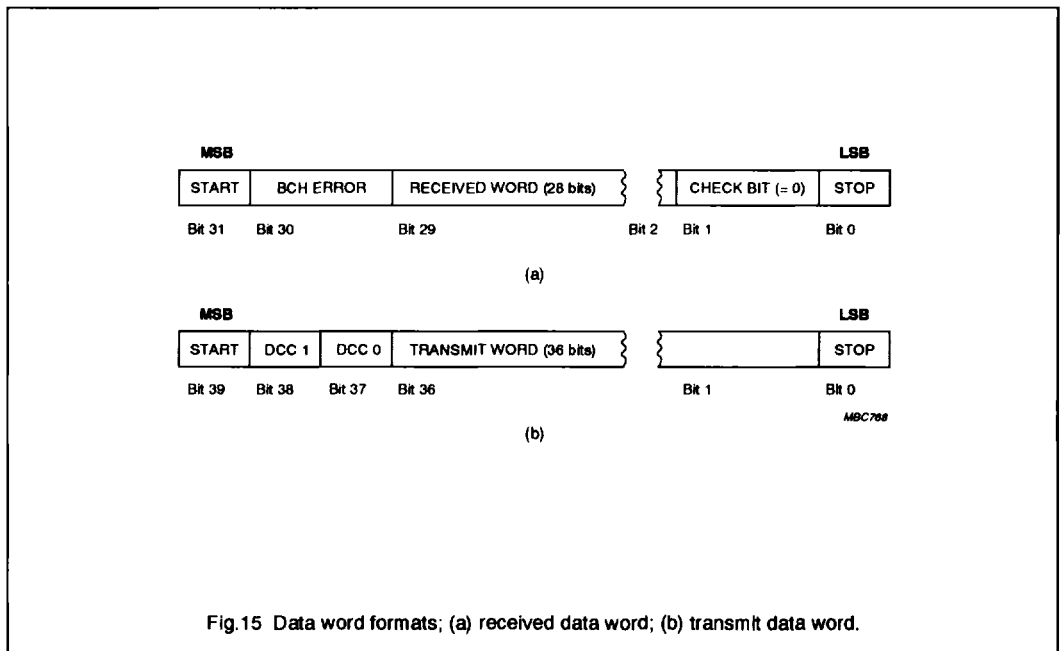 MSB LSB
START BCH ERROR RECEIVED WORD (28 bits) CHECK BIT (= 0) STOP
Bit 31 Bit 30 Bit 29 Bit 2 Bit 1 Bit 0
(a)
MSB LSB
START DCC 1 DCC 0 TRANSMIT WORD (36 bits) STOP
Bit 39 Bit 38 Bit 37 Bit 36 Bit 1 Bit 0
MBC768
(b)
Fig.15 Data word formats; (a) received data word; (b) transmit data word.